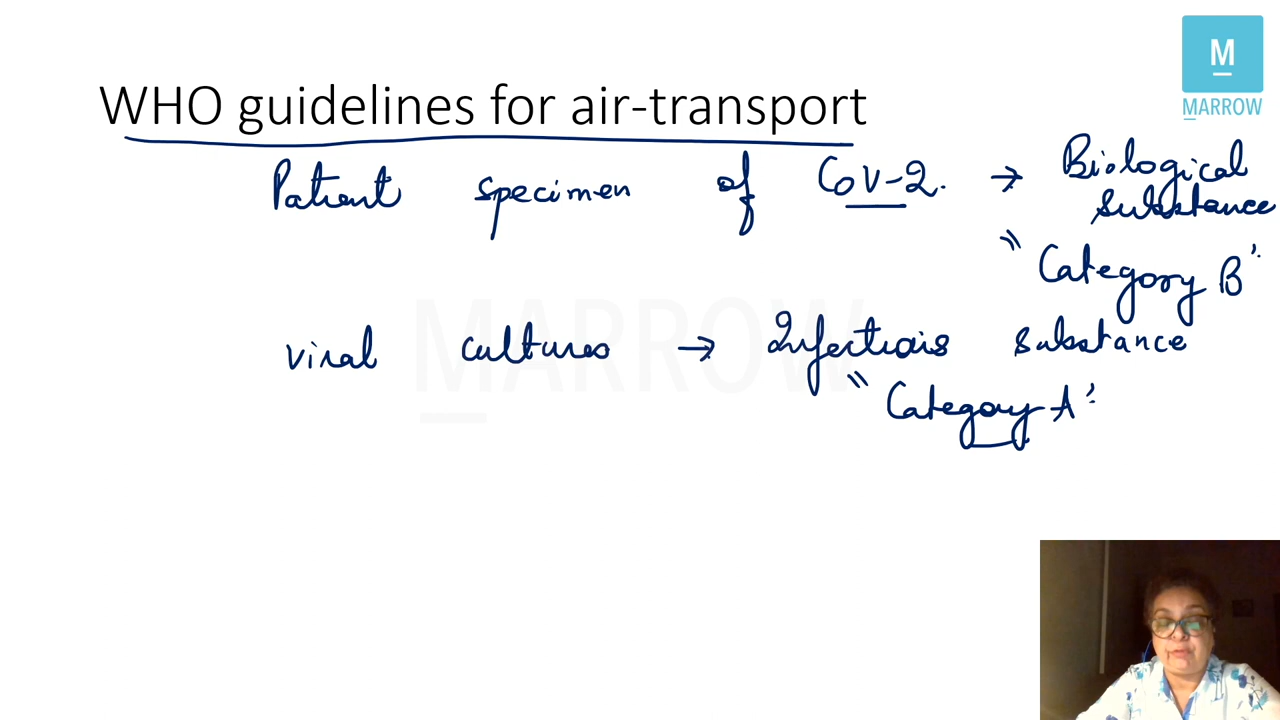 M
MARROW
WHO guidelines for air-transport
Patient specimen of CoV-2. → Biological
substance
"Category B"
viral cultures → Infectious substance
"Category A"
MARROW